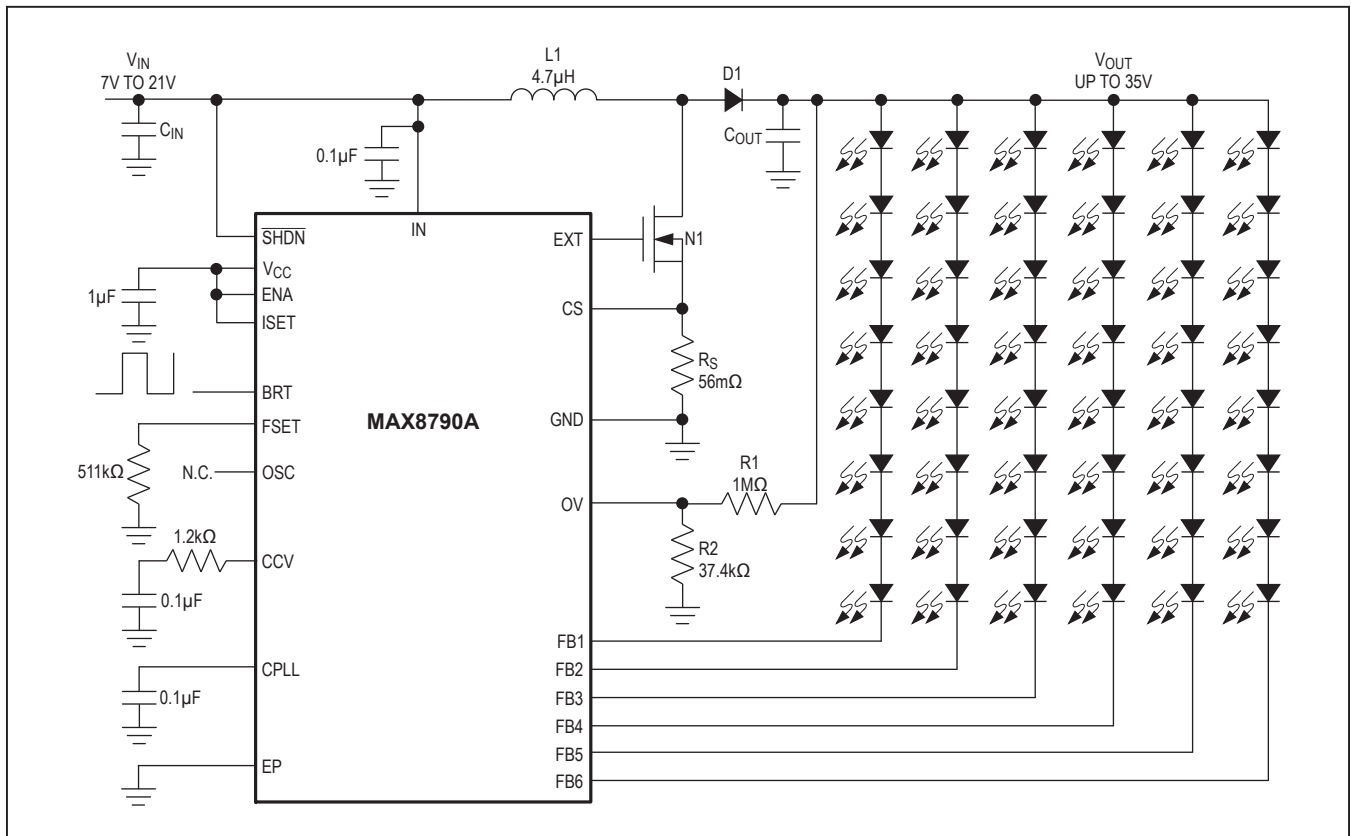 VIN
7V TO 21V
L1
4.7µH
D1
VOUT
UP TO 35V
CIN
0.1µF
COUT
SHDN
IN
EXT
N1
VCC
1µF
ENA
ISET
CS
RS
56mΩ
BRT
MAX8790A
GND
FSET
511kΩ
N.C.
OSC
R1
1MΩ
OV
1.2kΩ
CCV
R2
37.4kΩ
0.1µF
FB1
CPLL
FB2
0.1µF
FB3
FB4
FB5
EP
FB6